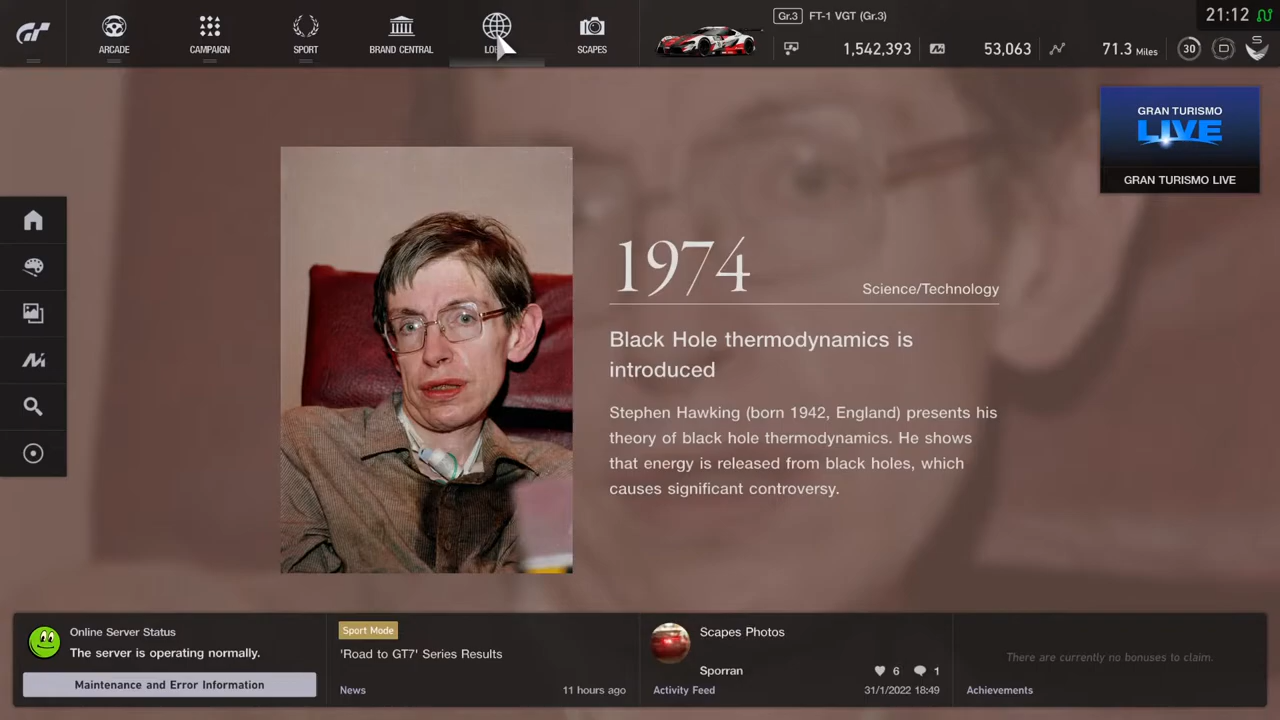 ARCADE
CAMPAIGN
SPORT
BRAND CENTRAL
SCAPES
Gr.3 FT-1 VGT (Gr.3)
1,542,393
53,063
71.3 Miles
30
21:12
S
GRAN TURISMO
LIVE
GRAN TURISMO LIVE
1974
Science/Technology
Black Hole thermodynamics is
introduced
Stephen Hawking (born 1942, England) presents his
theory of black hole thermodynamics. He shows
that energy is released from black holes, which
causes significant controversy.
Online Server Status
The server is operating normally.
Maintenance and Error Information
Sport Mode
'Road to GT7' Series Results
News
11 hours ago
Scapes Photos
Sporran
6
1
Activity Feed
31/1/2022 18:49
There are currently no bonuses to claim.
Achievements